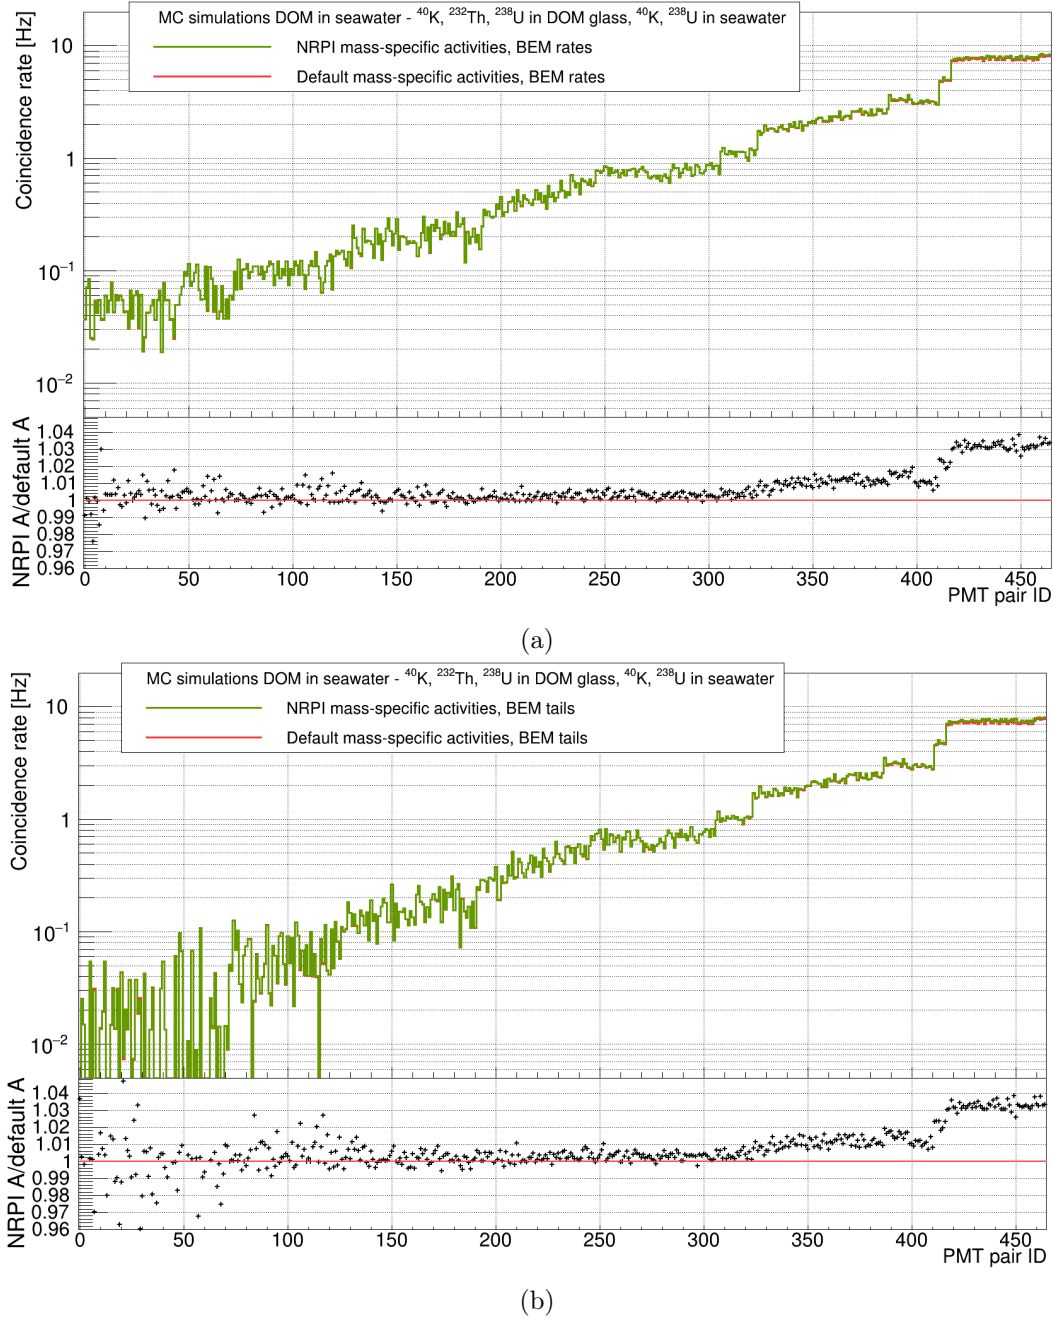 MC simulations DOM in seawater - ⁴⁰K, ²³²Th, ²³⁸U in DOM glass, ⁴⁰K, ²³⁸U in seawater
NRPI mass-specific activities, BEM rates
Default mass-specific activities, BEM rates
Coincidence rate [Hz]
10
1
10⁻¹
10⁻²
NRPI A/default A
1.04
1.03
1.02
1.01
1
0.99
0.98
0.97
0.96
0 50 100 150 200 250 300 350 400 450
PMT pair ID
(a)
MC simulations DOM in seawater - ⁴⁰K, ²³²Th, ²³⁸U in DOM glass, ⁴⁰K, ²³⁸U in seawater
NRPI mass-specific activities, BEM tails
Default mass-specific activities, BEM tails
Coincidence rate [Hz]
10
1
10⁻¹
10⁻²
NRPI A/default A
1.04
1.03
1.02
1.01
1
0.99
0.98
0.97
0.96
0 50 100 150 200 250 300 350 400 450
PMT pair ID
(b)